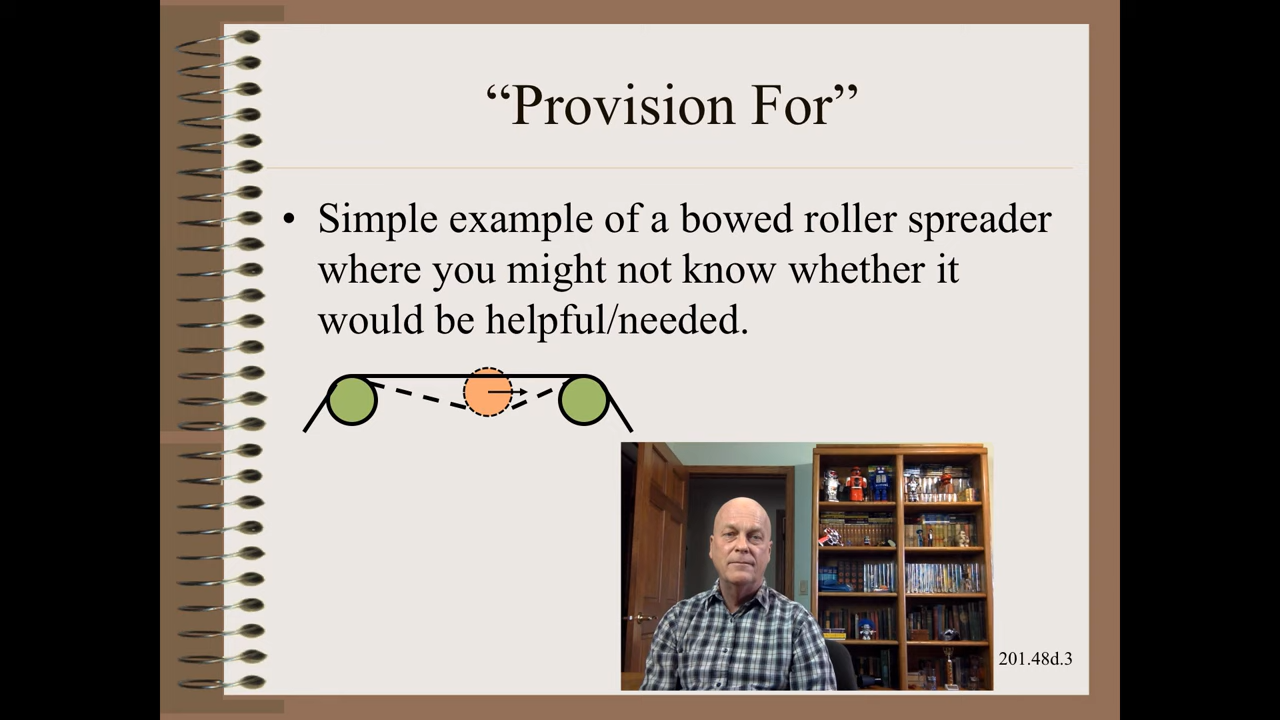 “Provision For”
• Simple example of a bowed roller spreader
where you might not know whether it
would be helpful/needed.
201.48d.3